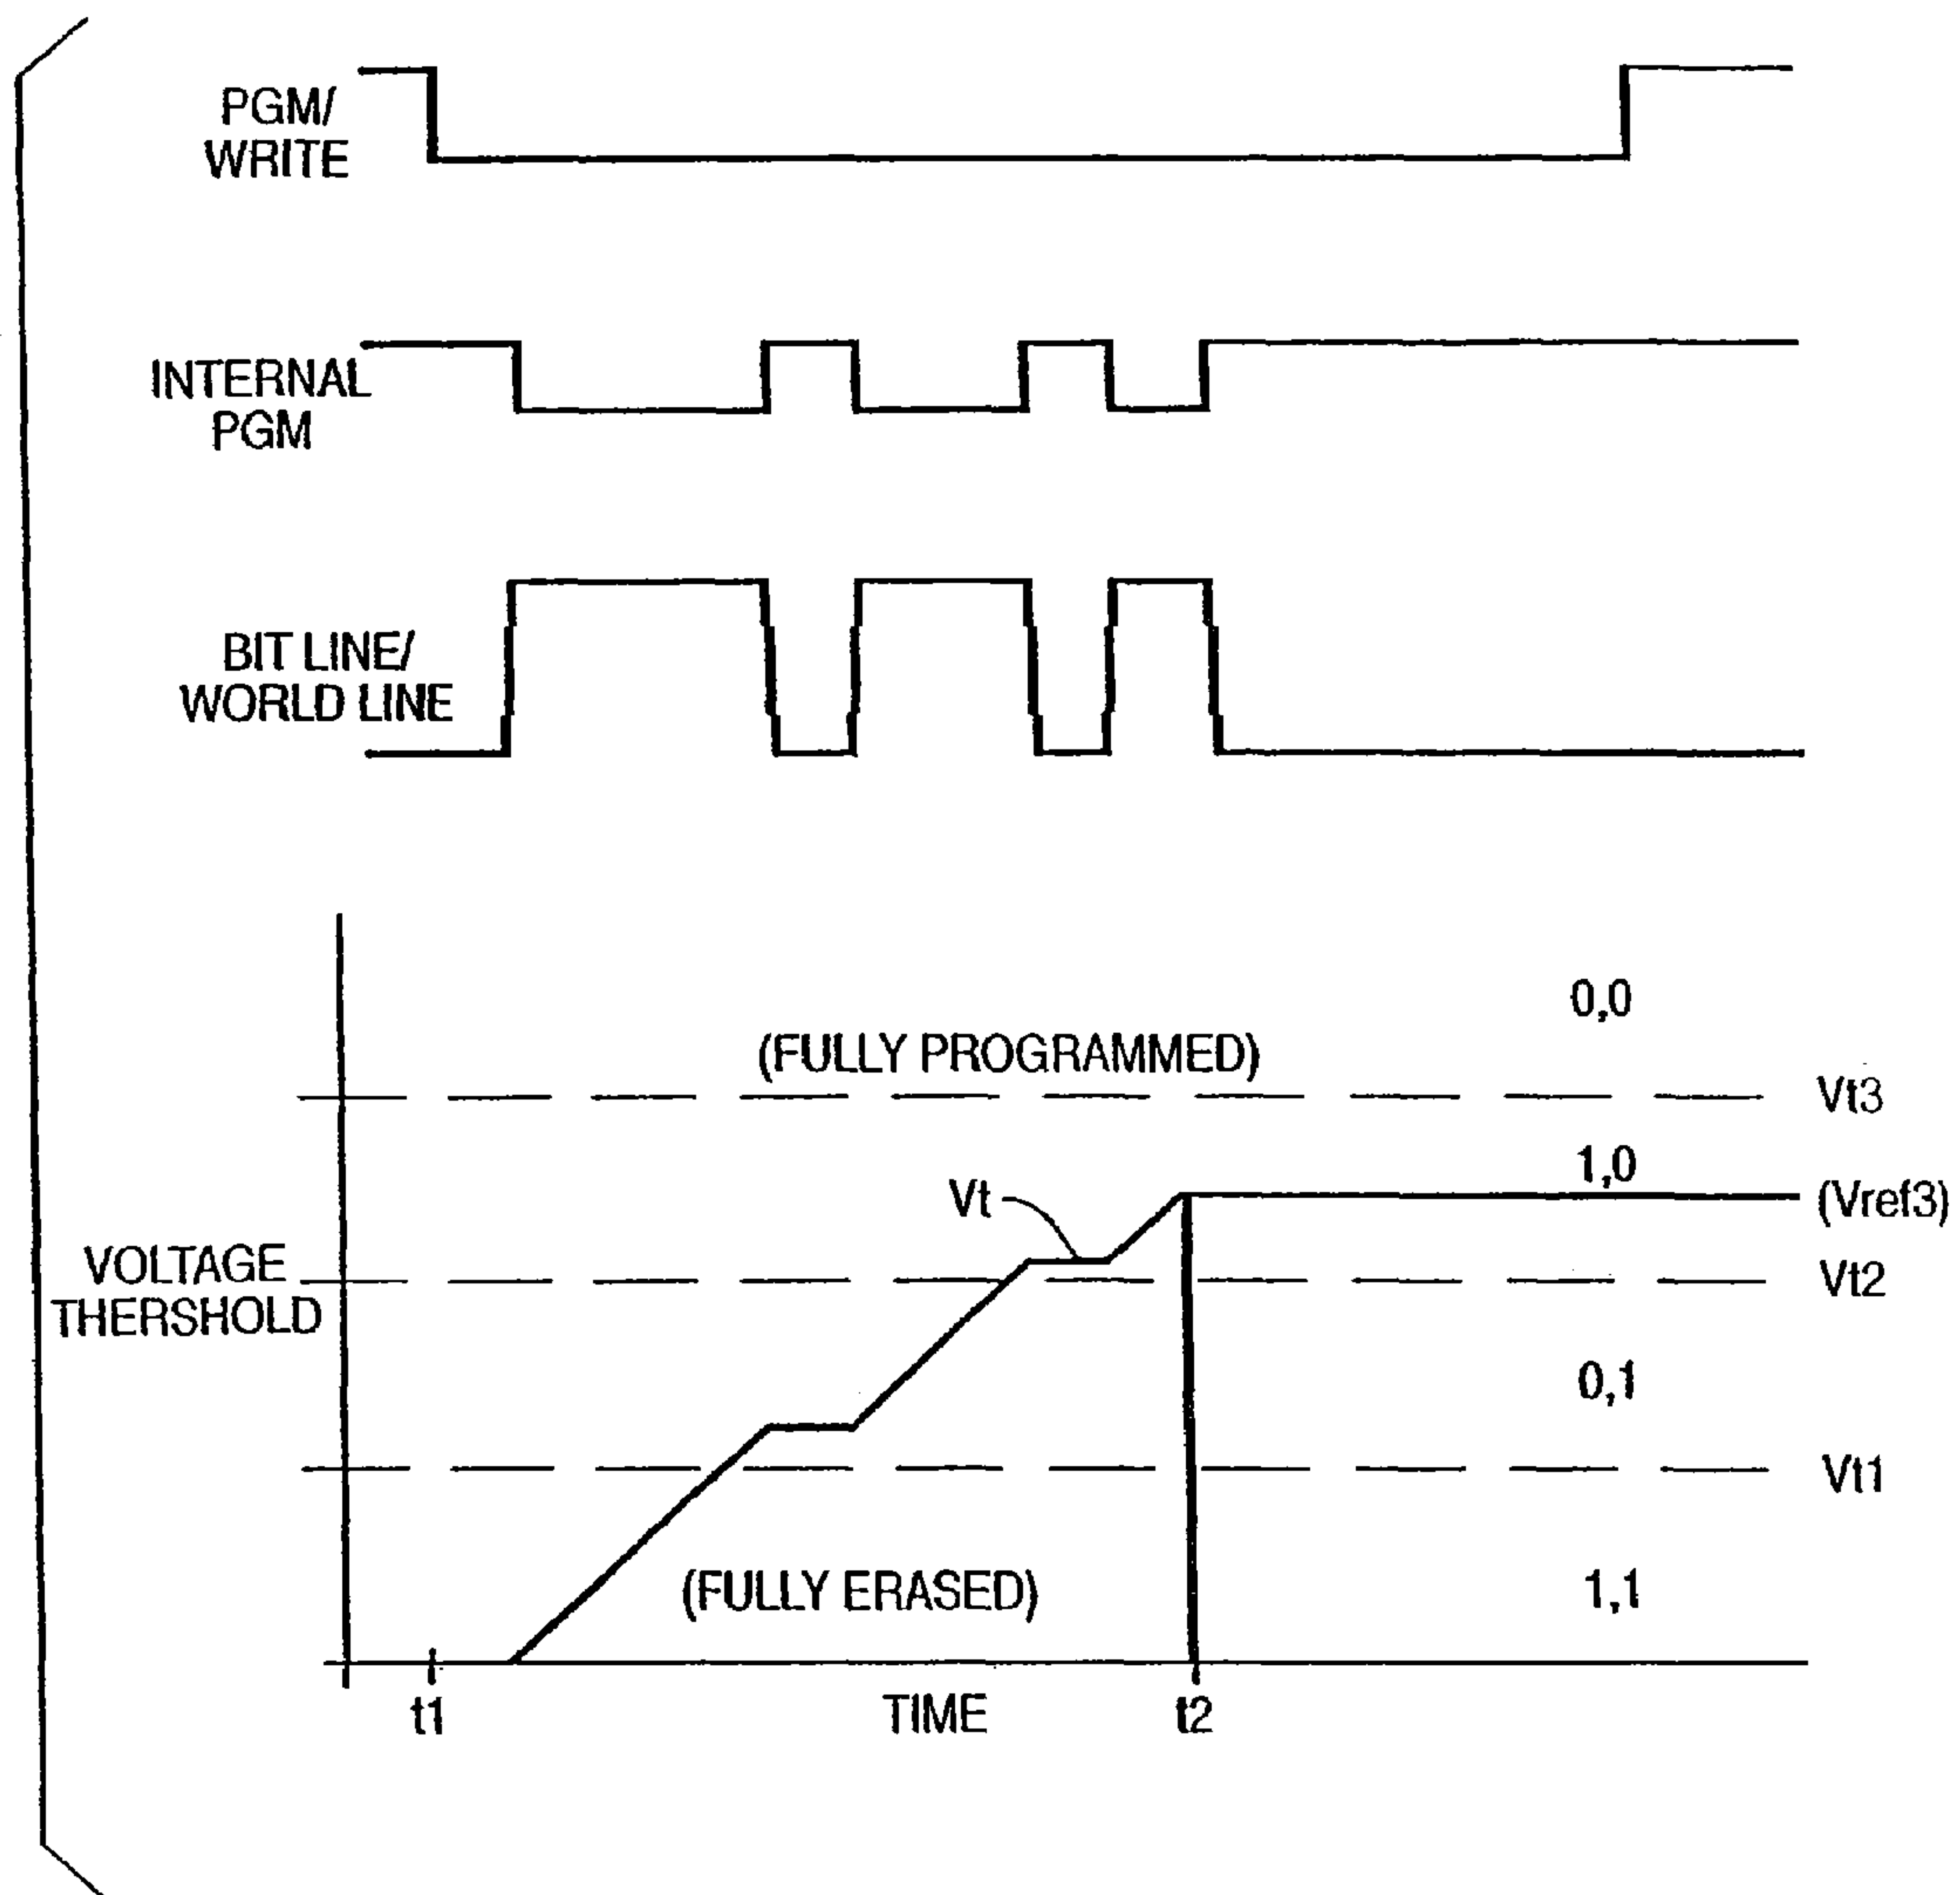 PGM/
WRITE
INTERNAL
PGM
BIT LINE/
WORLD LINE
0,0
(FULLY PROGRAMMED)
Vt3
1,0
Vt
(Vref3)
VOLTAGE
THERSHOLD
Vt2
0,1
Vt1
(FULLY ERASED)
1,1
t1
TIME
t2